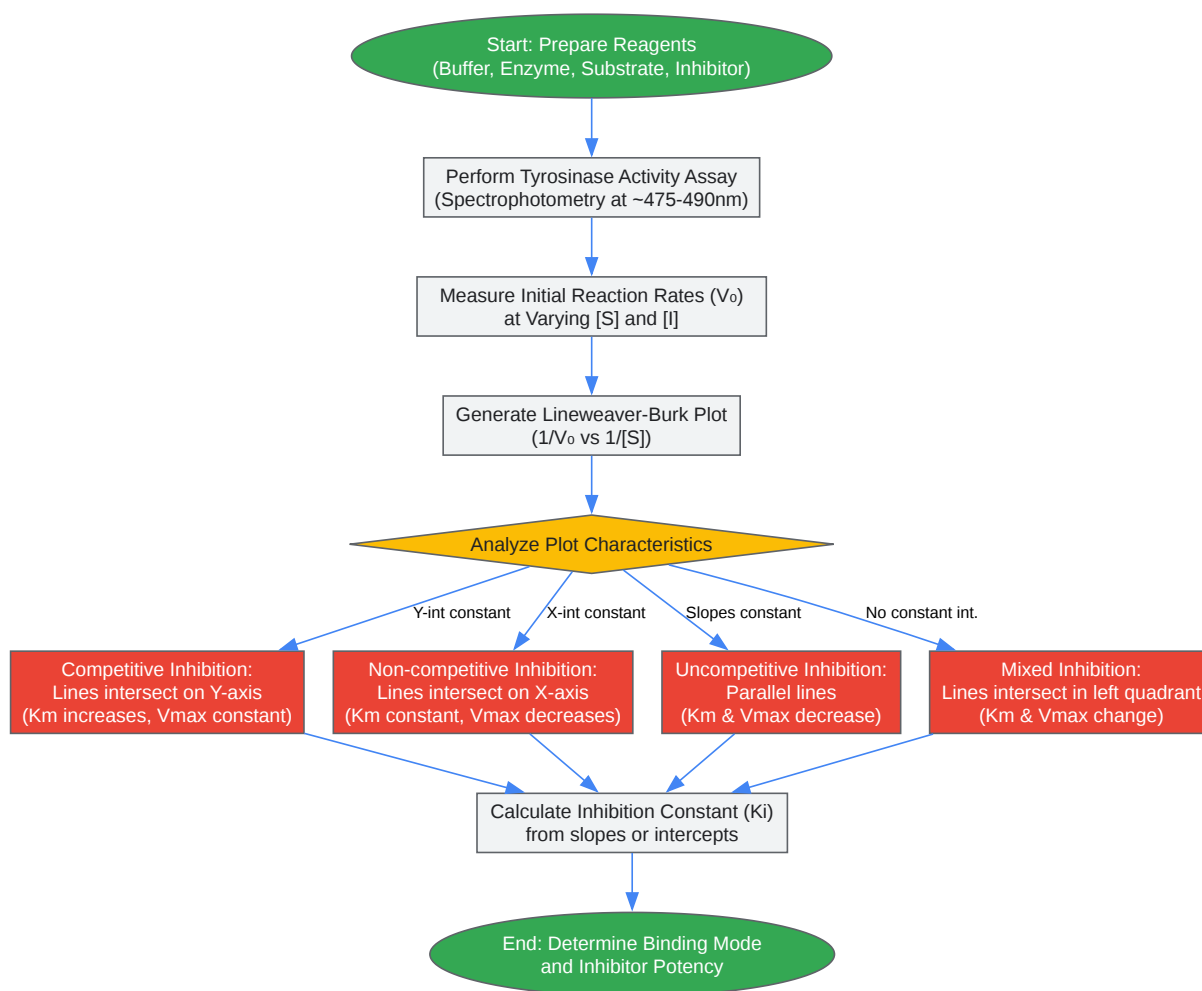 Start: Prepare Reagents
(Buffer, Enzyme, Substrate, Inhibitor)
Perform Tyrosinase Activity Assay
(Spectrophotometry at ~475-490nm)
Measure Initial Reaction Rates (V₀)
at Varying [S] and [I]
Generate Lineweaver-Burk Plot
(1/V₀ vs 1/[S])
Analyze Plot Characteristics
Y-int constant
X-int constant
Slopes constant
No constant int.
Competitive Inhibition:
Lines intersect on Y-axis
(Km increases, Vmax constant)
Non-competitive Inhibition:
Lines intersect on X-axis
(Km constant, Vmax decreases)
Uncompetitive Inhibition:
Parallel lines
(Km & Vmax decrease)
Mixed Inhibition:
Lines intersect in left quadrant
(Km & Vmax change)
Calculate Inhibition Constant (Ki)
from slopes or intercepts
End: Determine Binding Mode
and Inhibitor Potency